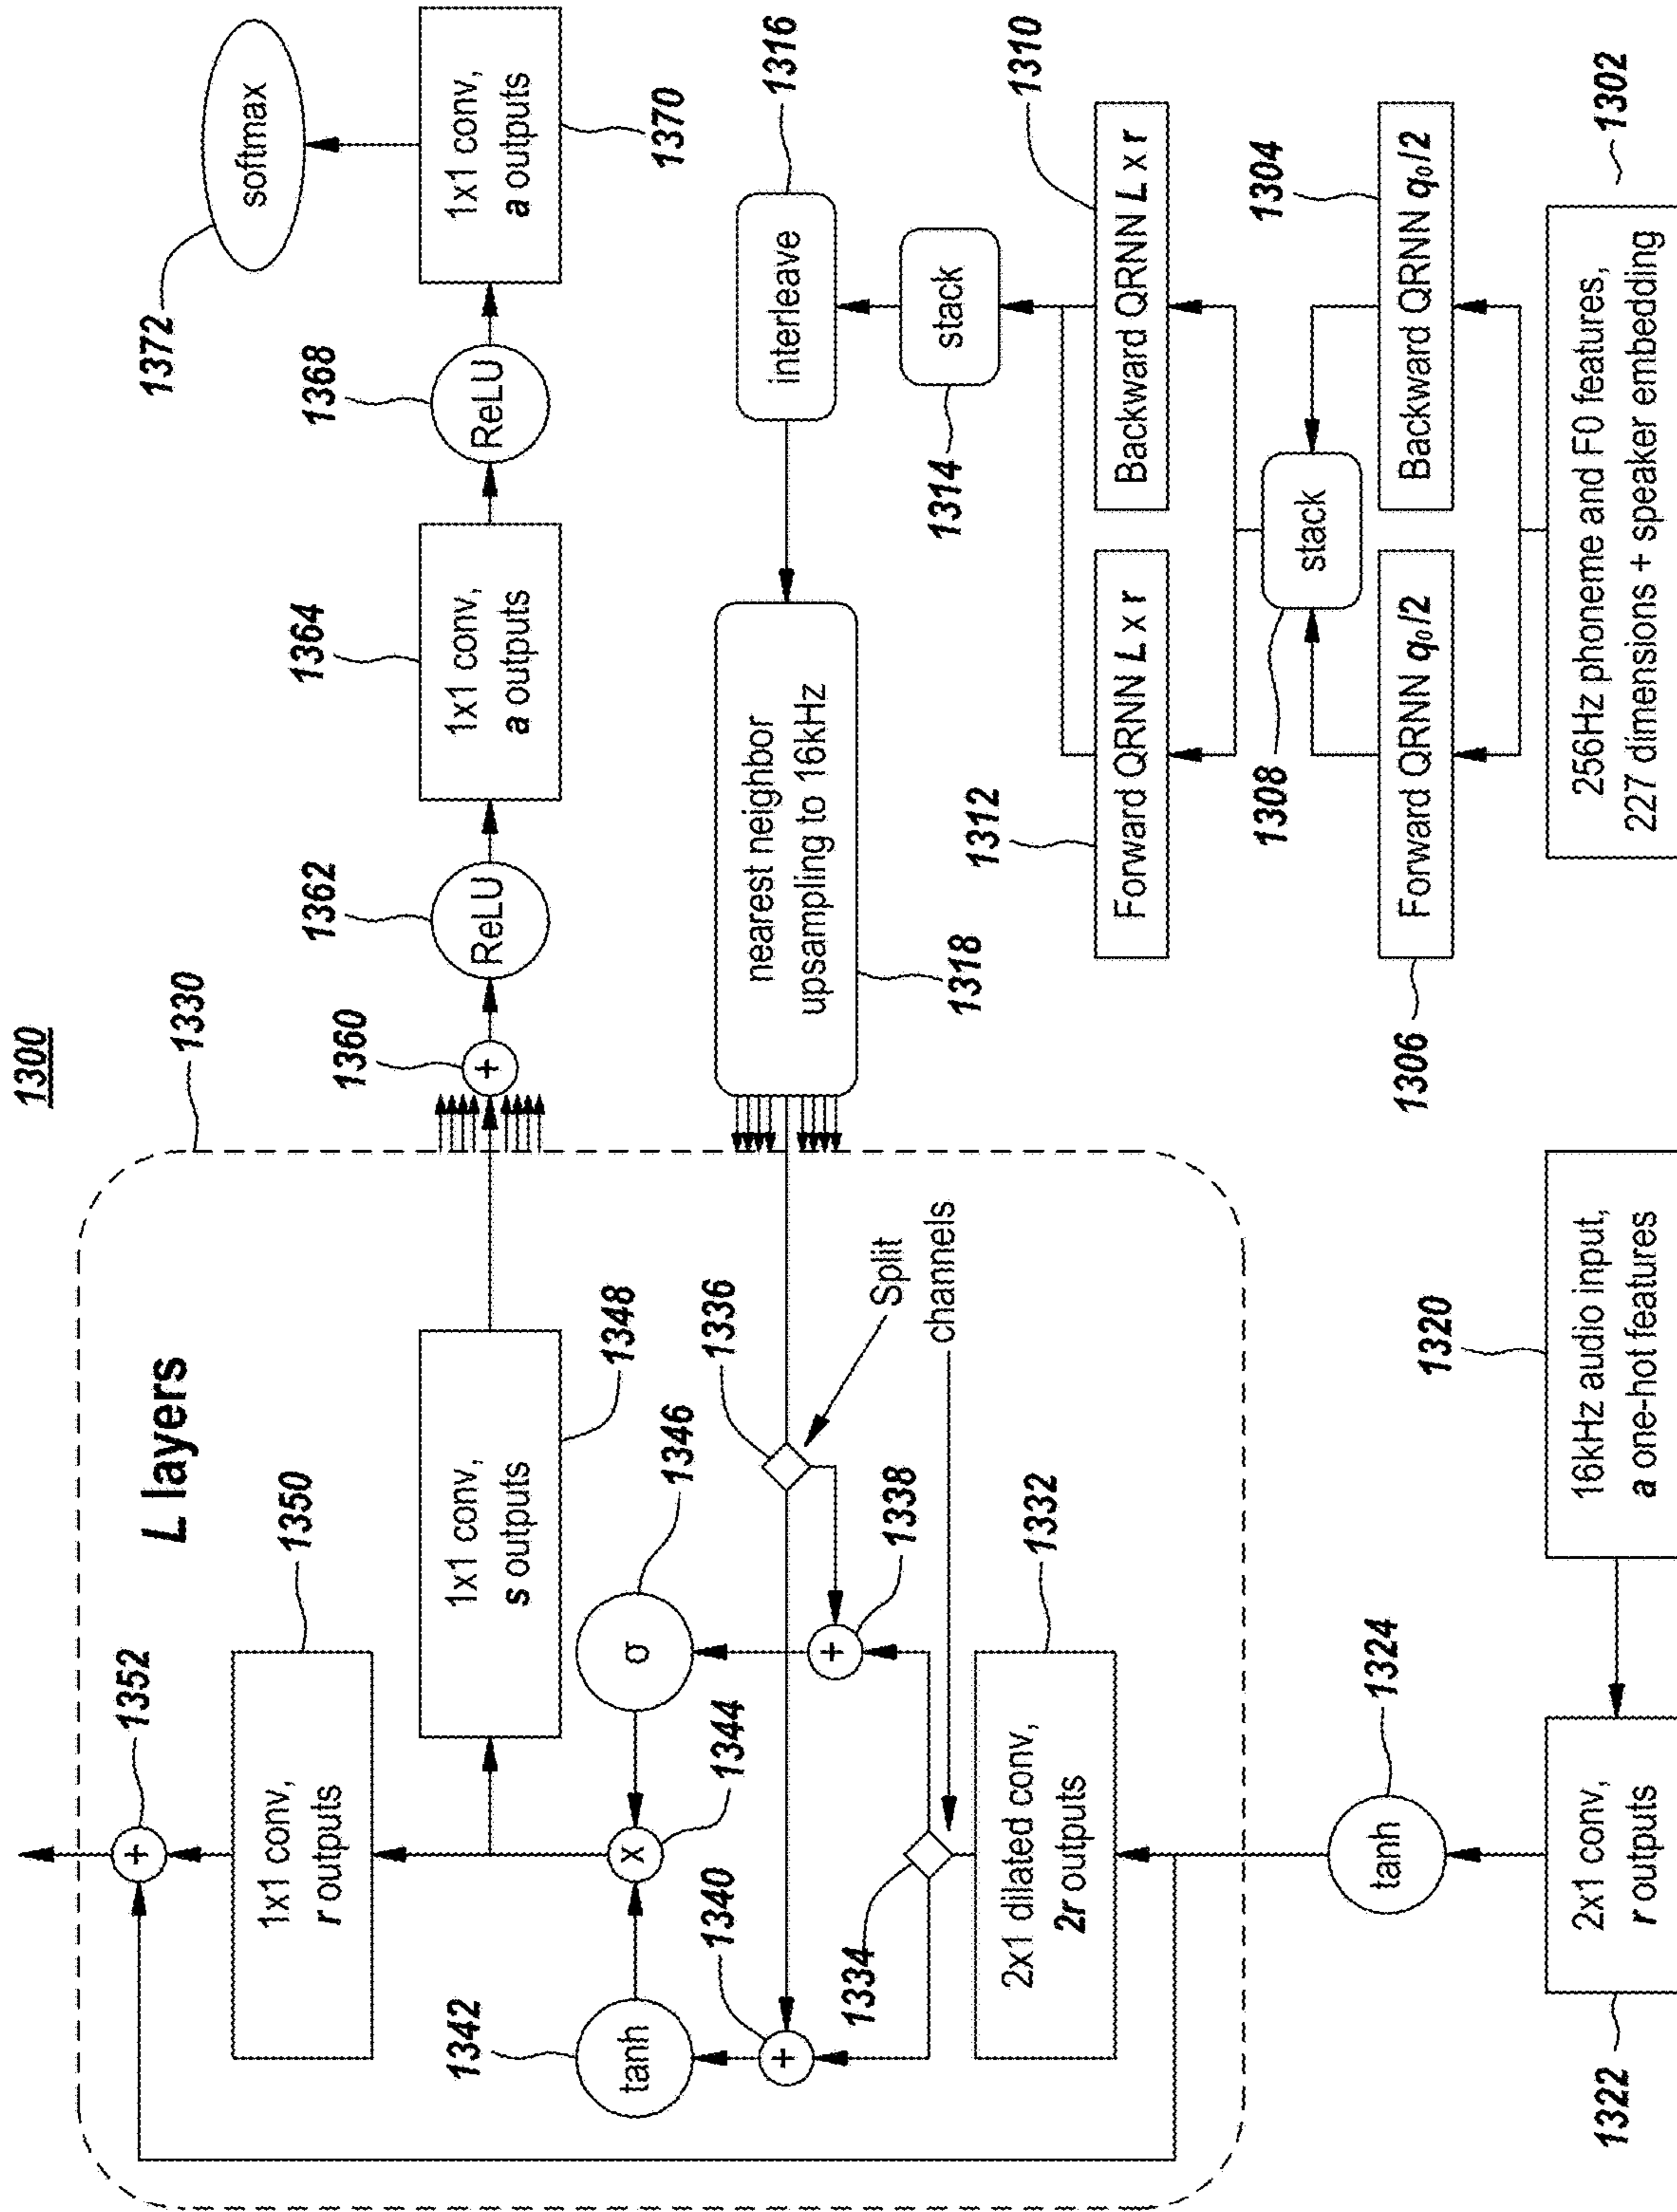 1300
L layers
1330
1352
1350
1x1 conv,
r outputs
1348
1x1 conv,
s outputs
1346
σ
1344
x
1342
tanh
1340
+
1338
+
1336
Split
channels
1334
1332
2x1 dilated conv,
2r outputs
+
1324
tanh
1322
2x1 conv,
r outputs
1320
16kHz audio input,
a one-hot features
1360
+
1362
ReLU
1364
1x1 conv,
a outputs
1368
ReLU
1370
1x1 conv,
a outputs
1372
softmax
1318
nearest neighbor
upsampling to 16kHz
1316
interleave
1314
stack
1312
Forward QRNN L x r
1310
Backward QRNN L x r
1308
stack
1306
Forward QRNN q₀/2
1304
Backward QRNN q₀/2
1302
256Hz phoneme and F0 features,
227 dimensions + speaker embedding